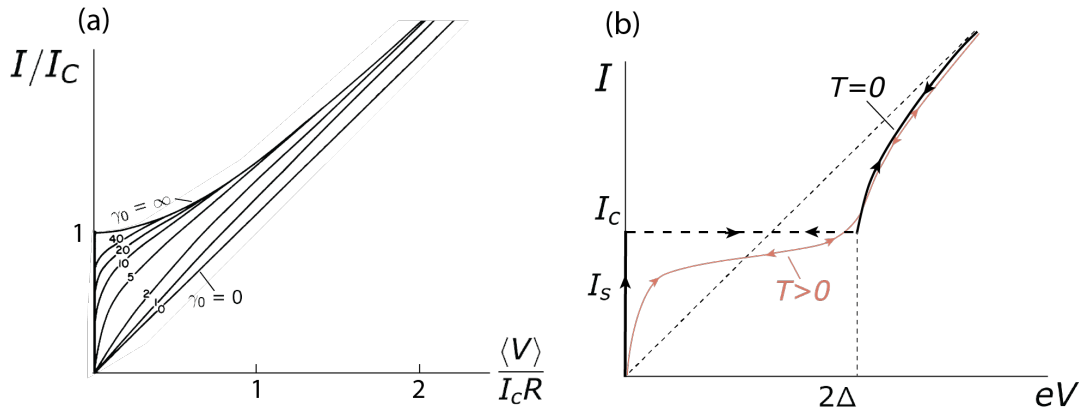 (a)
I/I_C
γ₀ = ∞
1
40
20
10
5
2
1
0
γ₀ = 0
1
2
⟨V⟩
I_cR
(b)
I
T=0
I_c
I_s
T>0
2Δ
eV